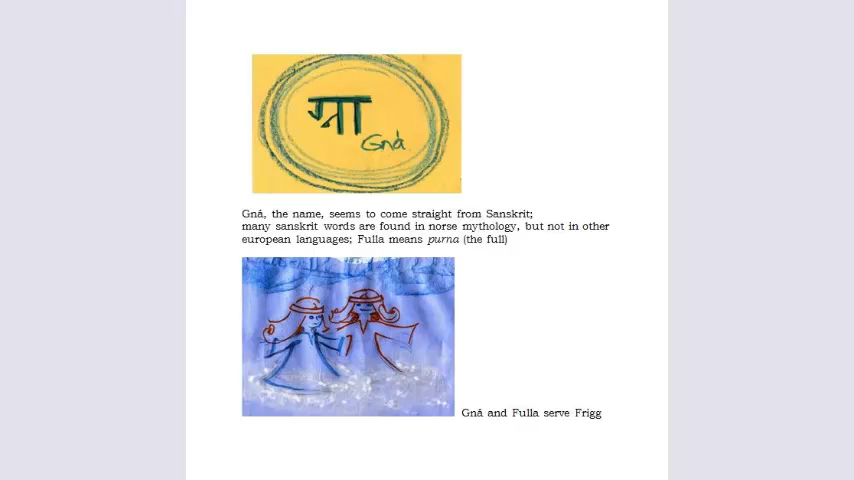 ग्ना
Gná
Gná, the name, seems to come straight from Sanskrit;
many sanskrit words are found in norse mythology, but not in other
european languages; Fulla means purna (the full)
Gná and Fulla serve Frigg